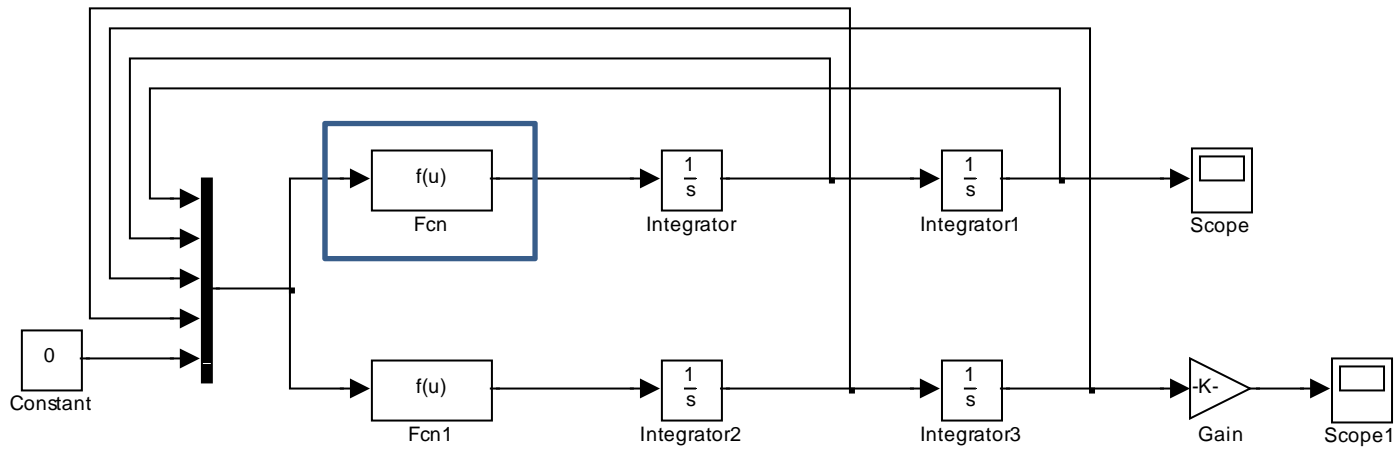 f(u)
Fcn
1
s
Integrator
1
s
Integrator1
Scope
0
Constant
f(u)
Fcn1
1
s
Integrator2
1
s
Integrator3
-K-
Gain
Scope1